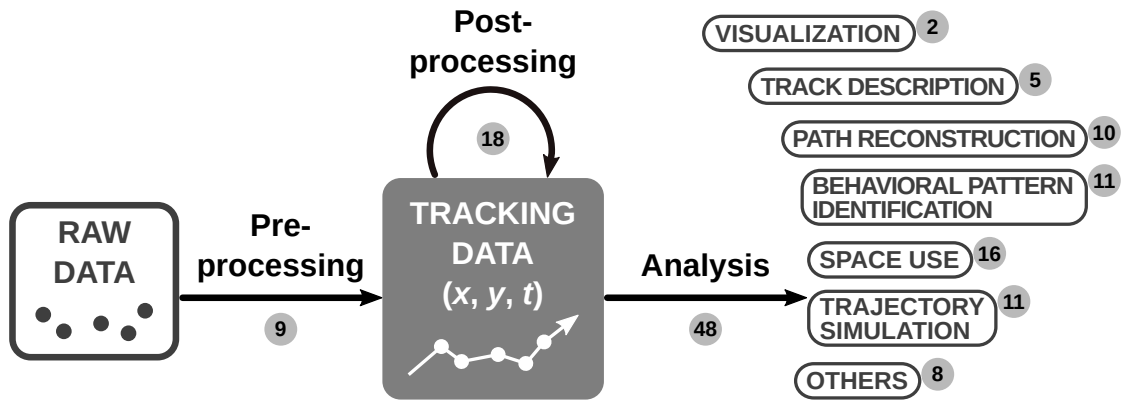 RAW
DATA
Pre-
processing
9
Post-
processing
18
TRACKING
DATA
(x, y, t)
Analysis
48
VISUALIZATION 2
TRACK DESCRIPTION 5
PATH RECONSTRUCTION 10
BEHAVIORAL PATTERN 11
IDENTIFICATION
SPACE USE 16
TRAJECTORY 11
SIMULATION
OTHERS 8